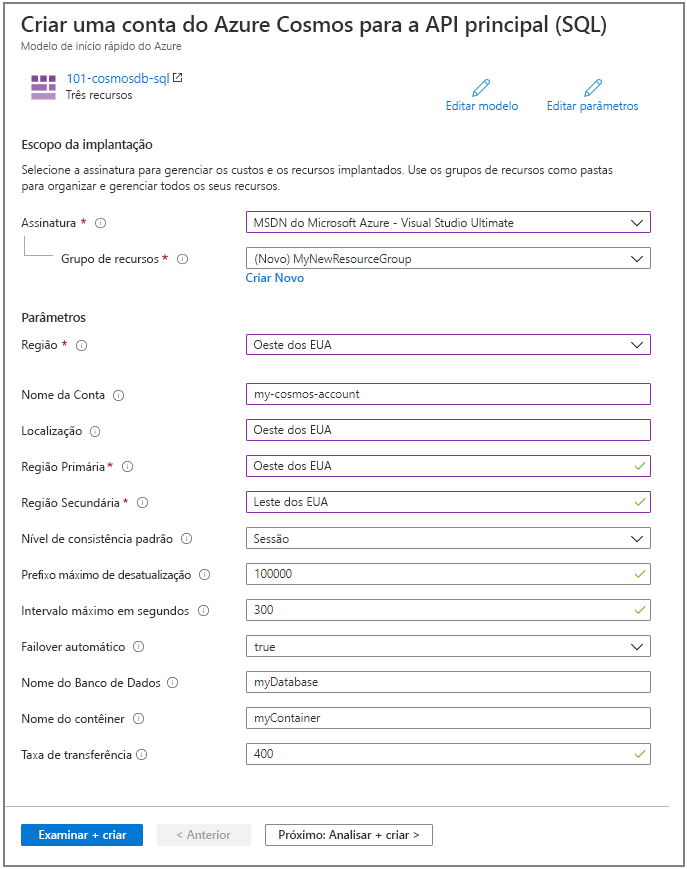 Criar uma conta do Azure Cosmos para a API principal (SQL)
Modelo de início rápido do Azure
101-cosmosdb-sql
Três recursos
Editar modelo
Editar parâmetros
Escopo da implantação
Selecione a assinatura para gerenciar os custos e os recursos implantados. Use os grupos de recursos como pastas
para organizar e gerenciar todos os seus recursos.
Assinatura *
MSDN do Microsoft Azure - Visual Studio Ultimate
Grupo de recursos *
(Novo) MyNewResourceGroup
Criar Novo
Parâmetros
Região *
Oeste dos EUA
Nome da Conta
my-cosmos-account
Localização
Oeste dos EUA
Região Primária*
Oeste dos EUA
Região Secundária *
Leste dos EUA
Nível de consistência padrão
Sessão
Prefixo máximo de desatualização
100000
Intervalo máximo em segundos
300
Failover automático
true
Nome do Banco de Dados
myDatabase
Nome do contêiner
myContainer
Taxa de transferência
400
Examinar + criar
< Anterior
Próximo: Analisar + criar >